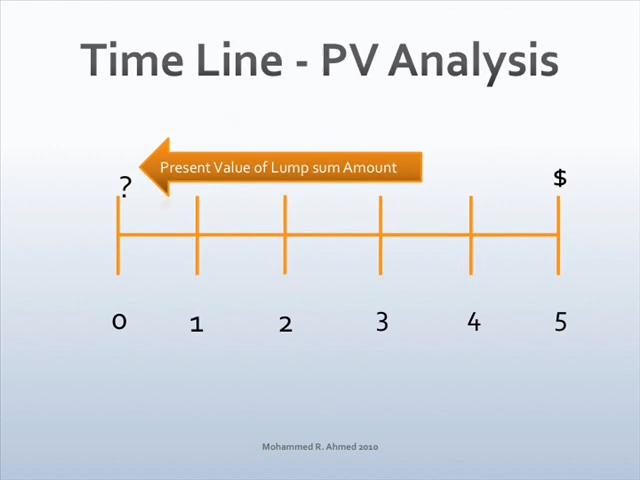 Time Line - PV Analysis
Present Value of Lump sum Amount
? $
0 1 2 3 4 5
Mohammed R. Ahmed 2010